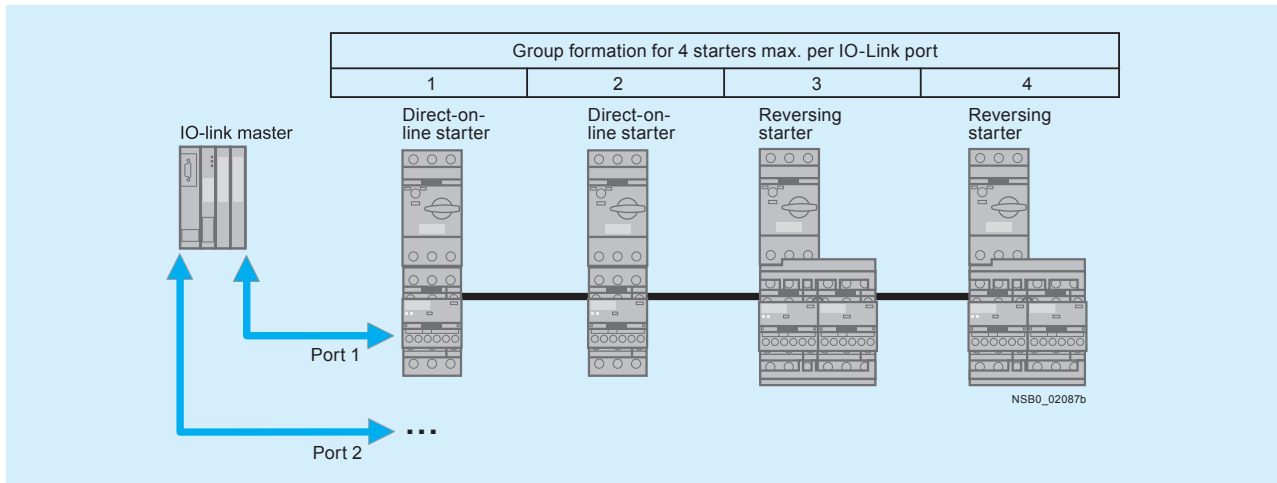 Group formation for 4 starters max. per IO-Link port
1 2 3 4
IO-link master
Direct-on-
line starter
Direct-on-
line starter
Reversing
starter
Reversing
starter
Port 1
NSB0_02087b
...
Port 2